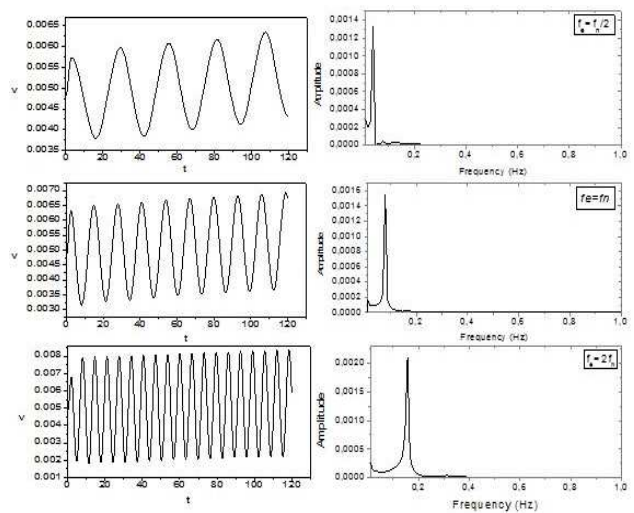 0.0065
0.0060
0.0055
0.0050
0.0045
0.0040
0.0035
0 20 40 60 80 100 120
v
t
0,0014
0,0012
0,0010
0,0008
0,0006
0,0004
0,0002
0,0000
0,2 0,4 0,6 0,8 1,0
Amplitude
Frequency (Hz)
fe = fn/2
0.0070
0.0065
0.0060
0.0055
0.0050
0.0045
0.0040
0.0035
0.0030
0 20 40 60 80 100 120
v
t
0,0016
0,0014
0,0012
0,0010
0,0008
0,0006
0,0004
0,0002
0,0000
0,2 0,4 0,6 0,8 1,0
Amplitude
Frequency (Hz)
fe=fn
0.008
0.007
0.006
0.005
0.004
0.003
0.002
0.001
0 20 40 60 80 100 120
v
t
0,0020
0,0015
0,0010
0,0005
0,0000
0,2 0,4 0,6 0,8 1,0
Amplitude
Frequency (Hz)
fe = 2fn